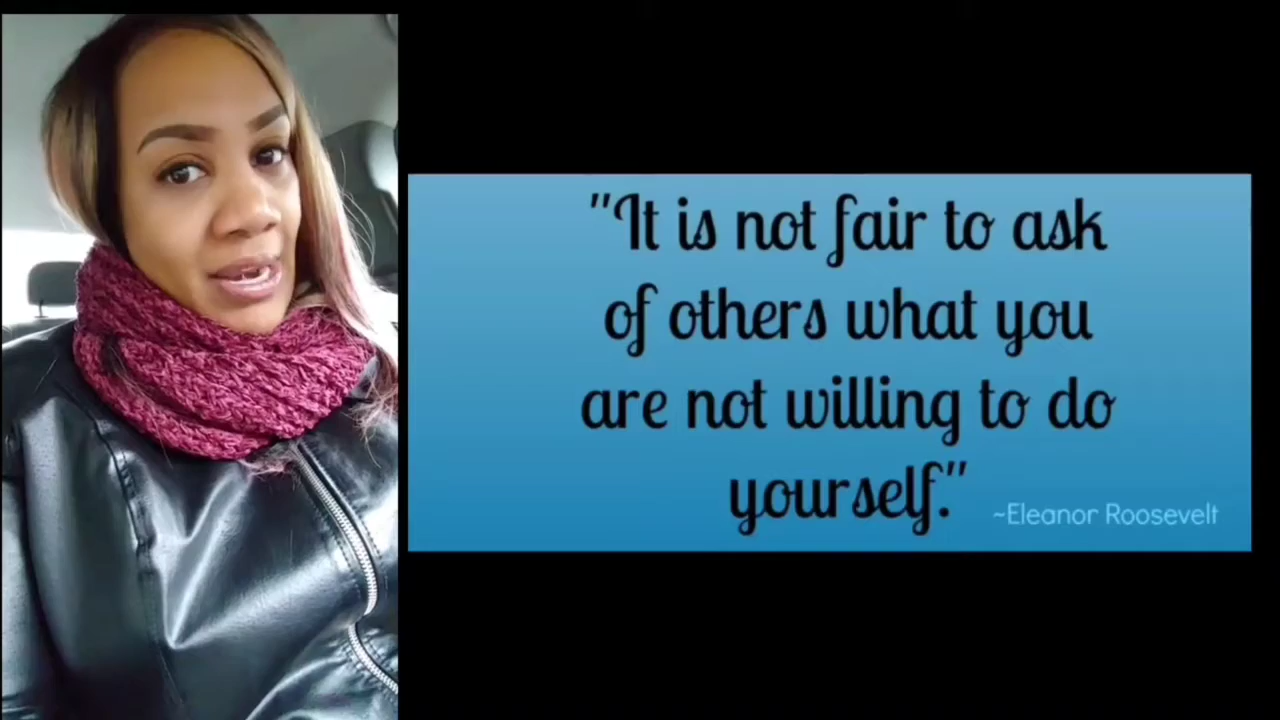 "It is not fair to ask
of others what you
are not willing to do
yourself."
~Eleanor Roosevelt